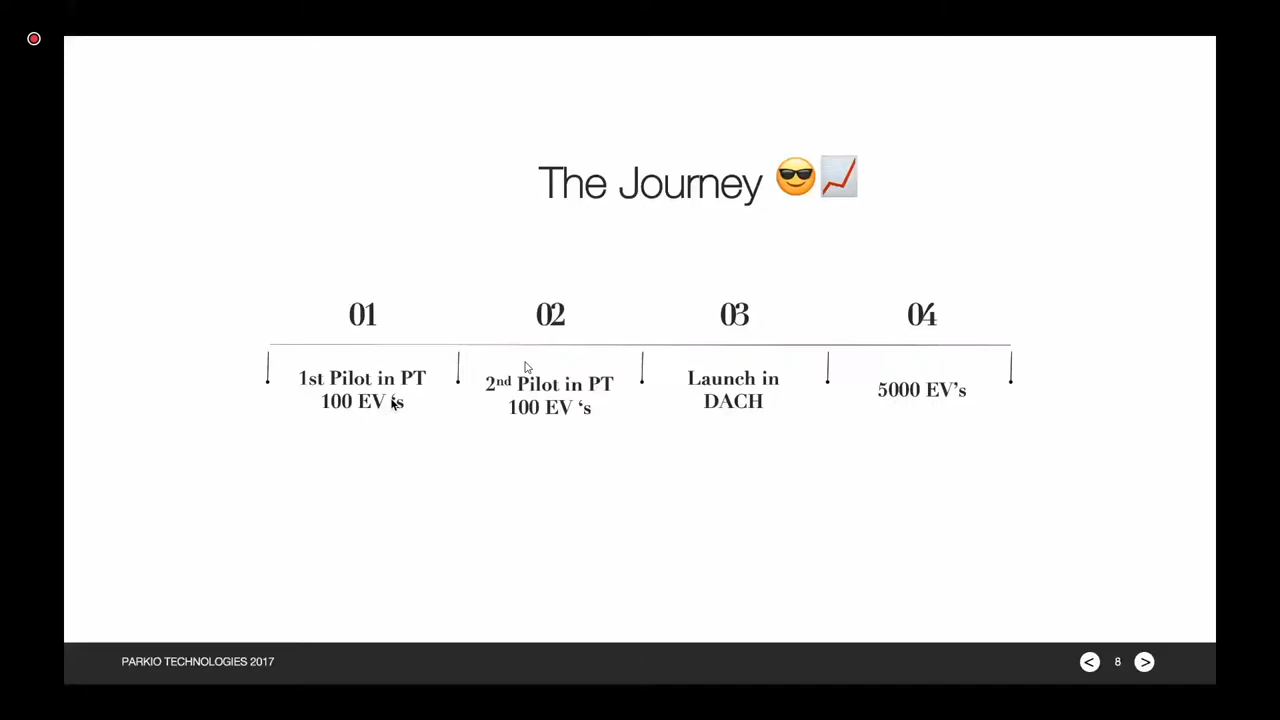 The Journey 😎📈
01
02
03
04
1st Pilot in PT
100 EV ‘s
2nd Pilot in PT
100 EV ‘s
Launch in
DACH
5000 EV’s
PARKIO TECHNOLOGIES 2017
< 8 >